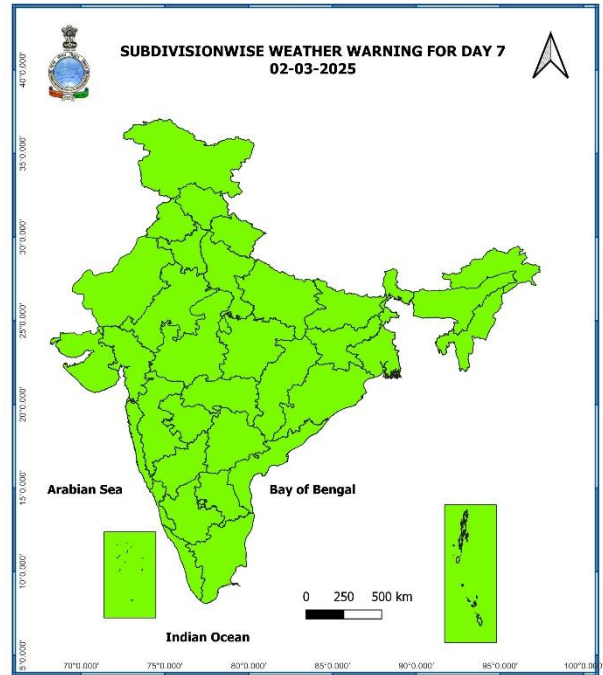 SUBDIVISIONWISE WEATHER WARNING FOR DAY 7
02-03-2025
40°0.000'
35°0.000'
30°0.000'
25°0.000'
20°0.000'
15°0.000'
10°0.000'
5°0.000'
Arabian Sea
Bay of Bengal
0 250 500 km
Indian Ocean
70°0.000' 75°0.000' 80°0.000' 85°0.000' 90°0.000' 95°0.000' 100°0.000'